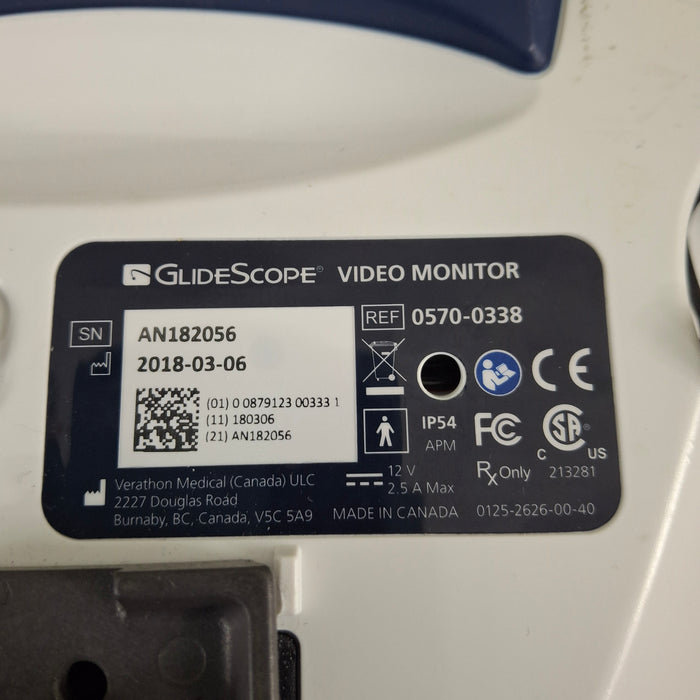 GLIDESCOPE® VIDEO MONITOR
SN
AN182056
2018-03-06
(01) 0 0879123 00333 1
(11) 180306
(21) AN182056
REF 0570-0338
CE
IP54
APM
FC
C SA ® US
12 V
2.5 A Max
Rx Only
213281
Verathon Medical (Canada) ULC
2227 Douglas Road
Burnaby, BC, Canada, V5C 5A9
MADE IN CANADA
0125-2626-00-40